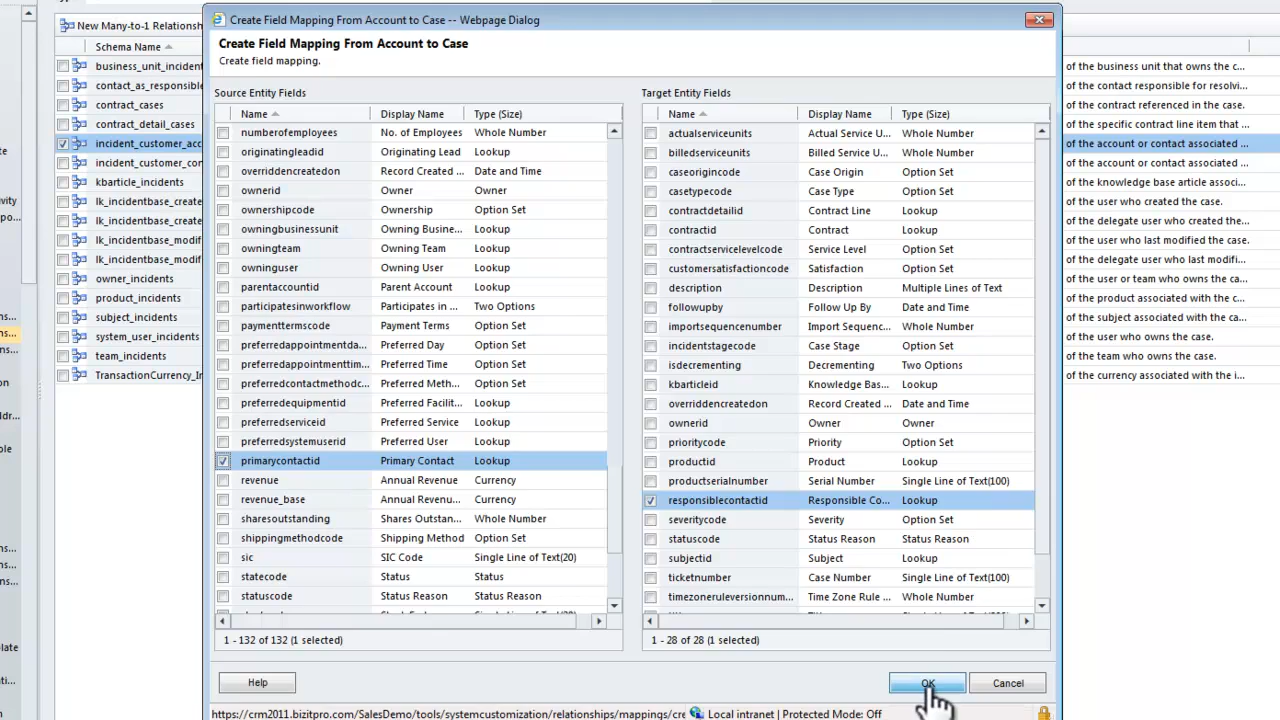 Create Field Mapping From Account to Case -- Webpage Dialog
Create Field Mapping From Account to Case
Create field mapping.
New Many-to-1 Relationsh
Schema Name
business_unit_incident
contact_as_responsible
contract_cases
contract_detail_cases
incident_customer_acc
incident_customer_con
kbarticle_incidents
lk_incidentbase_create
lk_incidentbase_create
lk_incidentbase_modif
lk_incidentbase_modif
owner_incidents
product_incidents
subject_incidents
system_user_incidents
team_incidents
TransactionCurrency_In
Source Entity Fields
Name Display Name Type (Size)
numberofemployees No. of Employees Whole Number
originatingleadid Originating Lead Lookup
overriddencreatedon Record Created ... Date and Time
ownerid Owner Owner
ownershipcode Ownership Option Set
owningbusinessunit Owning Busine... Lookup
owningteam Owning Team Lookup
owninguser Owning User Lookup
parentaccountid Parent Account Lookup
participatesinworkflow Participates in ... Two Options
paymenttermscode Payment Terms Option Set
preferredappointmentda... Preferred Day Option Set
preferredappointmenttim... Preferred Time Option Set
preferredcontactmethodc... Preferred Meth... Option Set
preferredequipmentid Preferred Facilit... Lookup
preferredserviceid Preferred Service Lookup
preferredsystemuserid Preferred User Lookup
primarycontactid Primary Contact Lookup
revenue Annual Revenue Currency
revenue_base Annual Revenu... Currency
sharesoutstanding Shares Outstan... Whole Number
shippingmethodcode Shipping Method Option Set
sic SIC Code Single Line of Text(20)
statecode Status Status
statuscode Status Reason Status Reason
1 - 132 of 132 (1 selected)
Target Entity Fields
Name Display Name Type (Size)
actualserviceunits Actual Service U... Whole Number
billedserviceunits Billed Service U... Whole Number
caseorigincode Case Origin Option Set
casetypecode Case Type Option Set
contractdetailid Contract Line Lookup
contractid Contract Lookup
contractservicelevelcode Service Level Option Set
customersatisfactioncode Satisfaction Option Set
description Description Multiple Lines of Text
followupby Follow Up By Date and Time
importsequencenumber Import Sequenc... Whole Number
incidentstagecode Case Stage Option Set
isdecrementing Decrementing Two Options
kbarticleid Knowledge Bas... Lookup
overriddencreatedon Record Created ... Date and Time
ownerid Owner Owner
prioritycode Priority Option Set
productid Product Lookup
productserialnumber Serial Number Single Line of Text(100)
responsiblecontactid Responsible Co... Lookup
severitycode Severity Option Set
statuscode Status Reason Status Reason
subjectid Subject Lookup
ticketnumber Case Number Single Line of Text(100)
timezoneruleversionnum... Time Zone Rule ... Whole Number
1 - 28 of 28 (1 selected)
of the business unit that owns the c...
of the contact responsible for resolvi...
of the contract referenced in the case.
of the specific contract line item that ...
of the account or contact associated ...
of the account or contact associated ...
of the knowledge base article associ...
of the user who created the case.
of the delegate user who created the...
of the user who last modified the case.
of the delegate user who last modifi...
of the user or team who owns the ca...
of the product associated with the c...
of the subject associated with the ca...
of the user who owns the case.
of the team who owns the case.
of the currency associated with the i...
Help
OK
Cancel
https://crm2011.bizitpro.com/SalesDemo/tools/systemcustomization/relationships/mappings/cre
Local intranet | Protected Mode: Off